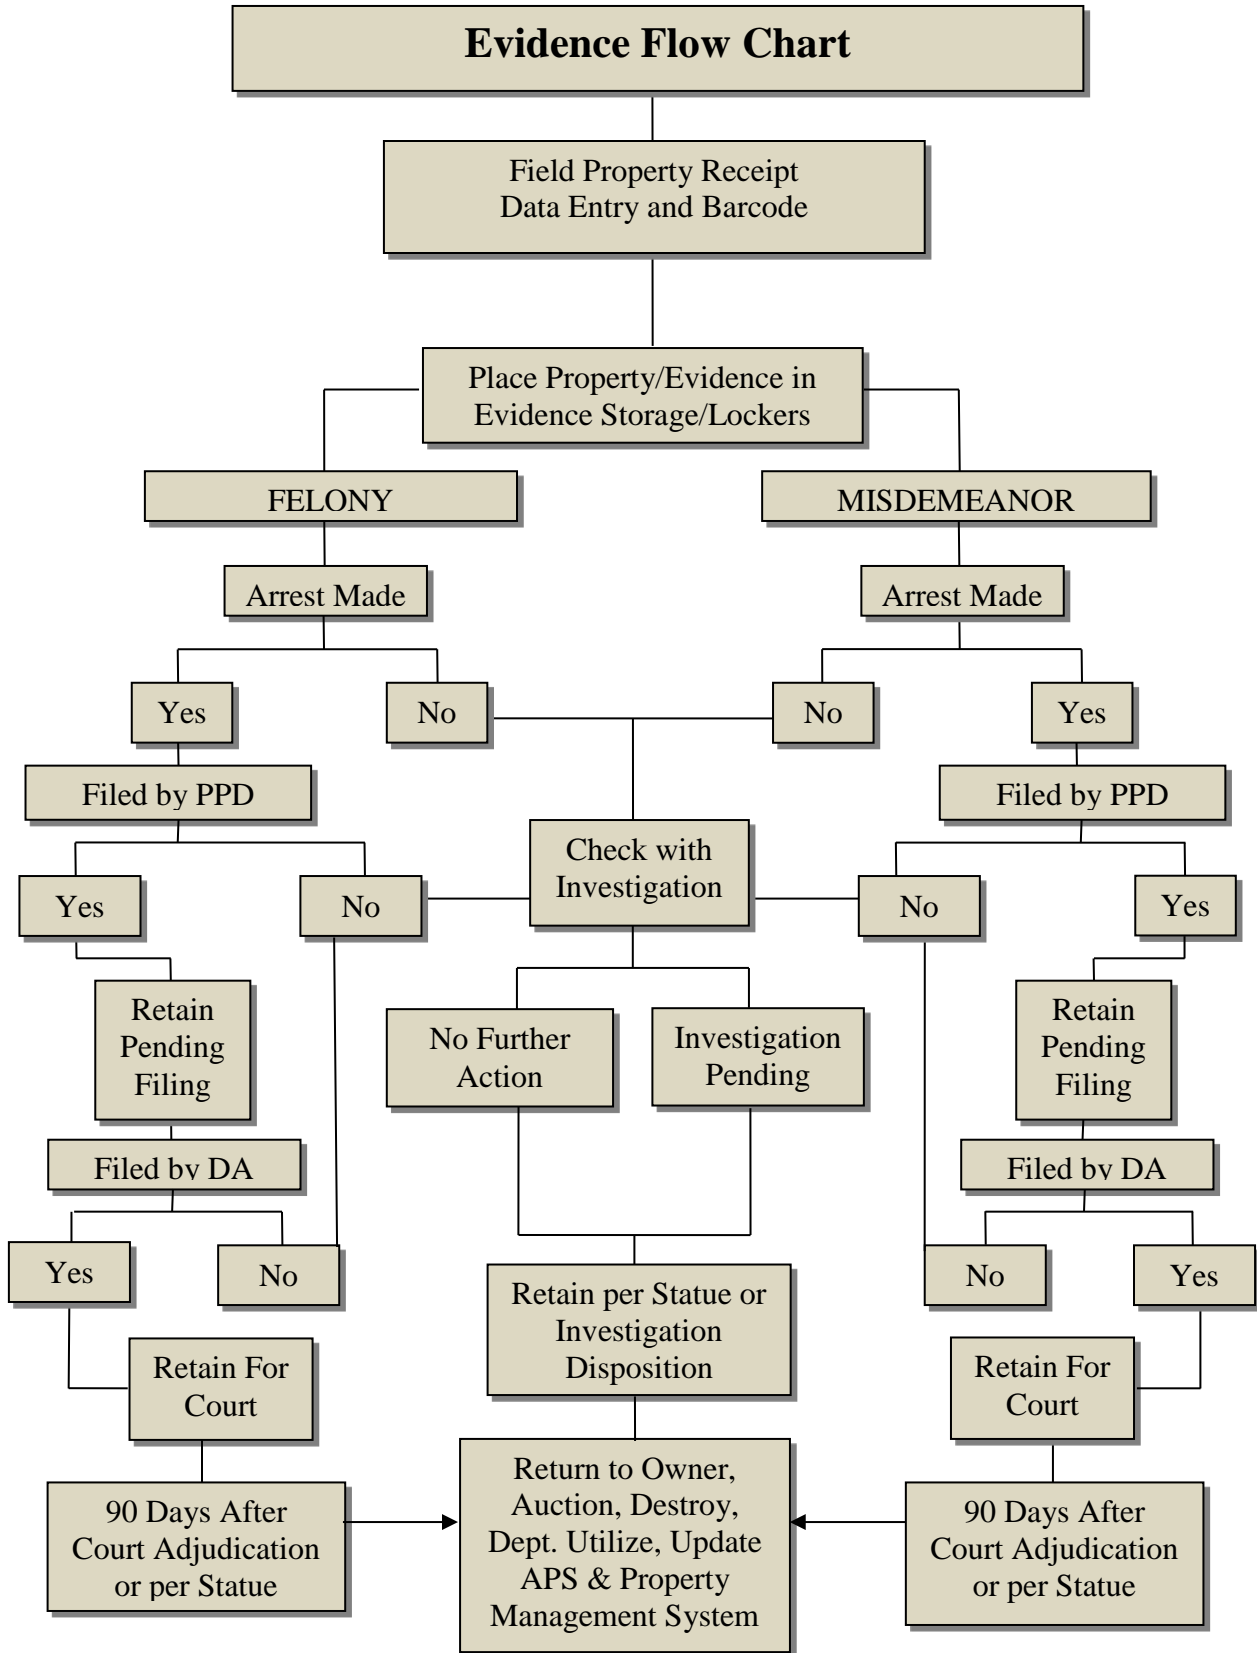 Evidence Flow Chart
Field Property Receipt
Data Entry and Barcode
Place Property/Evidence in
Evidence Storage/Lockers
FELONY
MISDEMEANOR
Arrest Made
Arrest Made
Yes
No
No
Yes
Filed by PPD
Filed by PPD
Check with
Investigation
Yes
No
No
Yes
Retain
Pending
Filing
No Further
Action
Investigation
Pending
Retain
Pending
Filing
Filed by DA
Filed by DA
Yes
No
No
Yes
Retain per Statue or
Investigation
Disposition
Retain For
Court
Retain For
Court
90 Days After
Court Adjudication
or per Statue
Return to Owner,
Auction, Destroy,
Dept. Utilize, Update
APS & Property
Management System
90 Days After
Court Adjudication
or per Statue